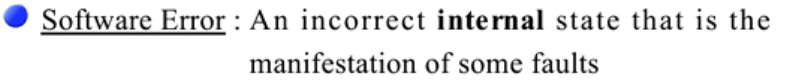 Software Error : An incorrect internal state that is the
manifestation of some faults